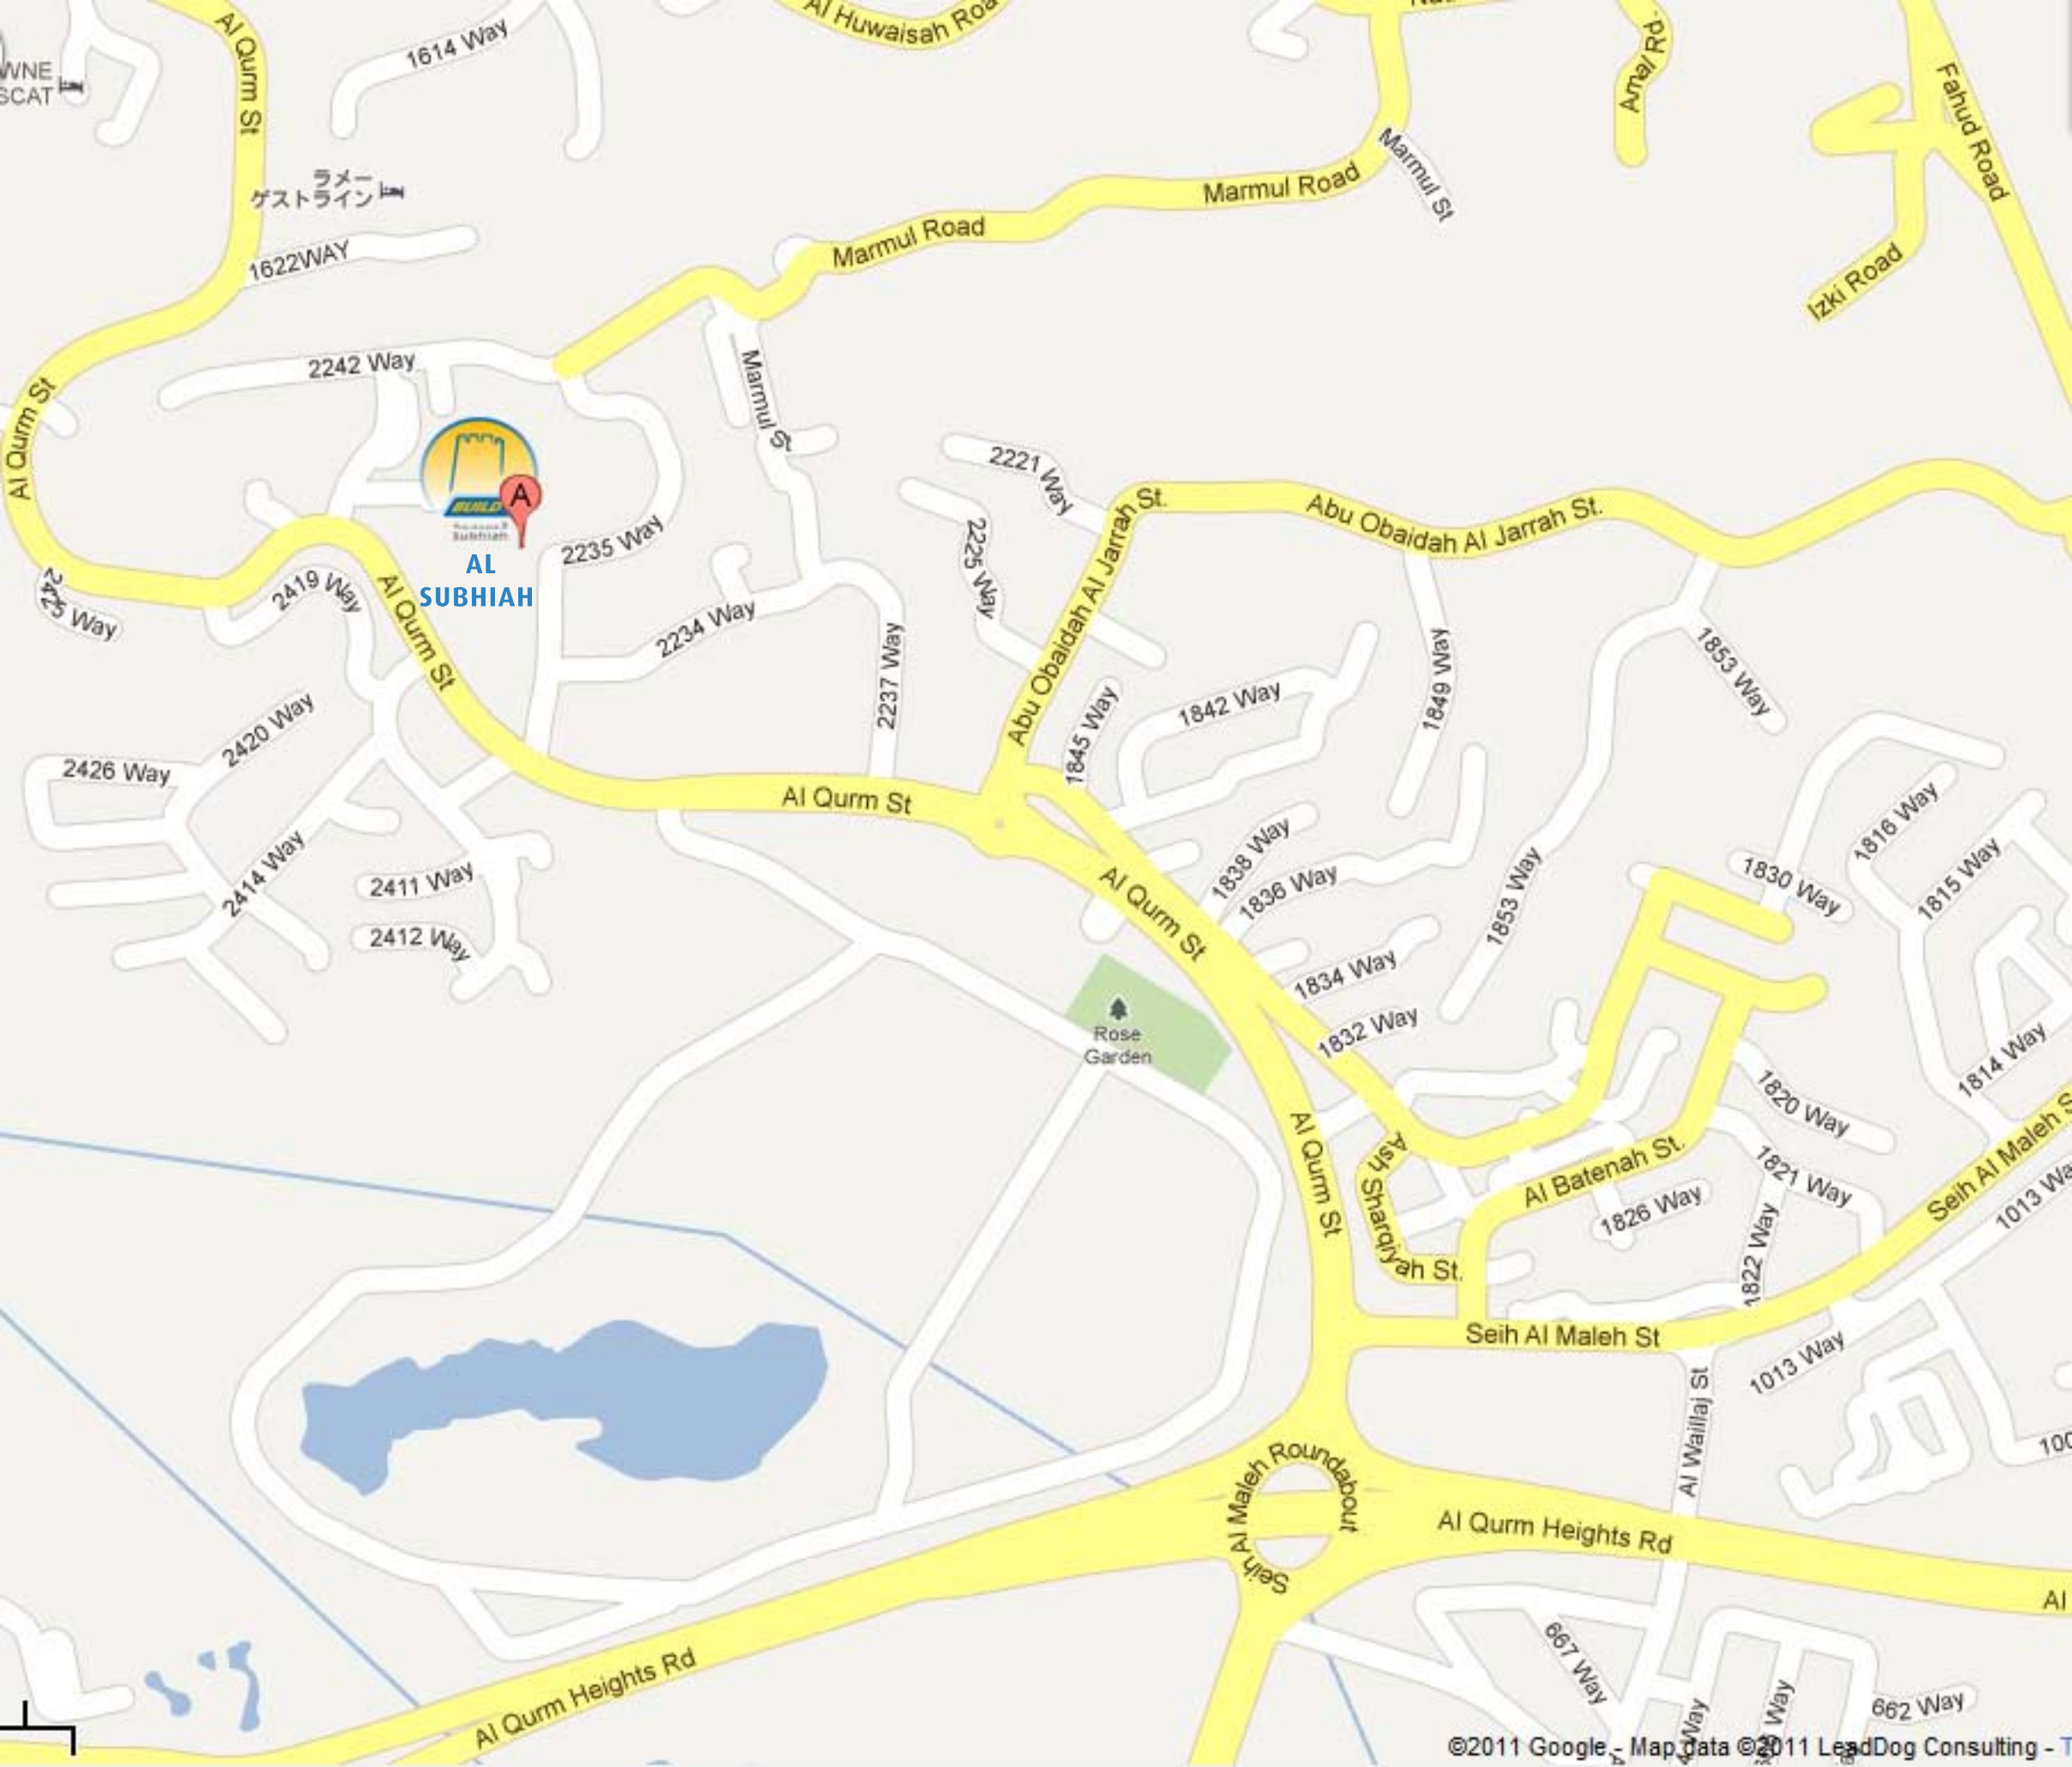 Al Huwaisah Roa
Al Qurm St
1614 Way
WNE
SCAT
Amal Rd
Fahud Road
ラメー
ゲストライン
Marmul St
Marmul Road
Marmul Road
1622WAY
Izki Road
2242 Way
Marmul St
Al Qurm St
2221 Way
Abu Obaidah Al Jarrah St.
BUILD
A
Subhiah
AL
SUBHIAH
2235 Way
2225 Way
Abu Obaidah Al Jarrah St.
2425 Way
2419 Way
Al Qurm St
2234 Way
2237 Way
1849 Way
1853 Way
1842 Way
1845 Way
2420 Way
2426 Way
Al Qurm St
1816 Way
1838 Way
1815 Way
2414 Way
2411 Way
1836 Way
1830 Way
Al Qurm St
1853 Way
2412 Way
1834 Way
Rose
Garden
1832 Way
1814 Way
1820 Way
Al Qurm St
Ash Sharqiyah St.
Al Batenah St.
1821 Way
Seih Al Maleh S
1826 Way
1013 Wa
1822 Way
Seih Al Maleh St
1013 Way
Al Waillaj St
100
Seih Al Maleh Roundabout
Al Qurm Heights Rd
Al
667 Way
Al Qurm Heights Rd
662 Way
Way
Way
©2011 Google - Map data ©2011 LeadDog Consulting - T